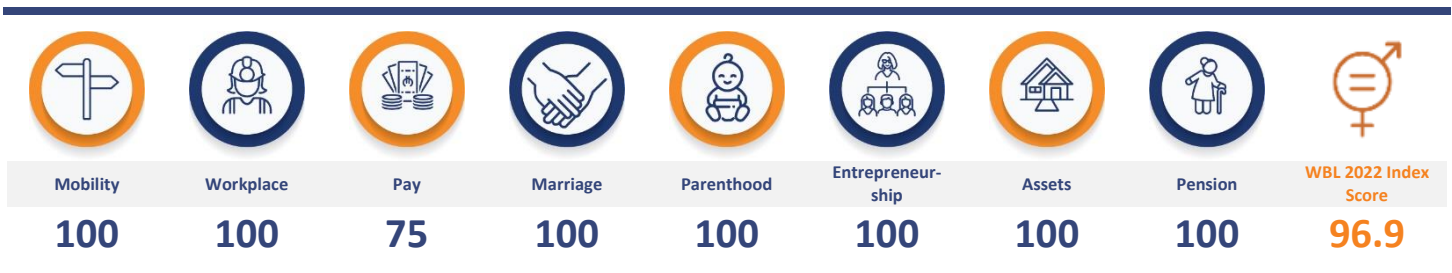 Mobility
Workplace
Pay
Marriage
Parenthood
Entrepreneur-
ship
Assets
Pension
WBL 2022 Index
Score
100
100
75
100
100
100
100
100
96.9